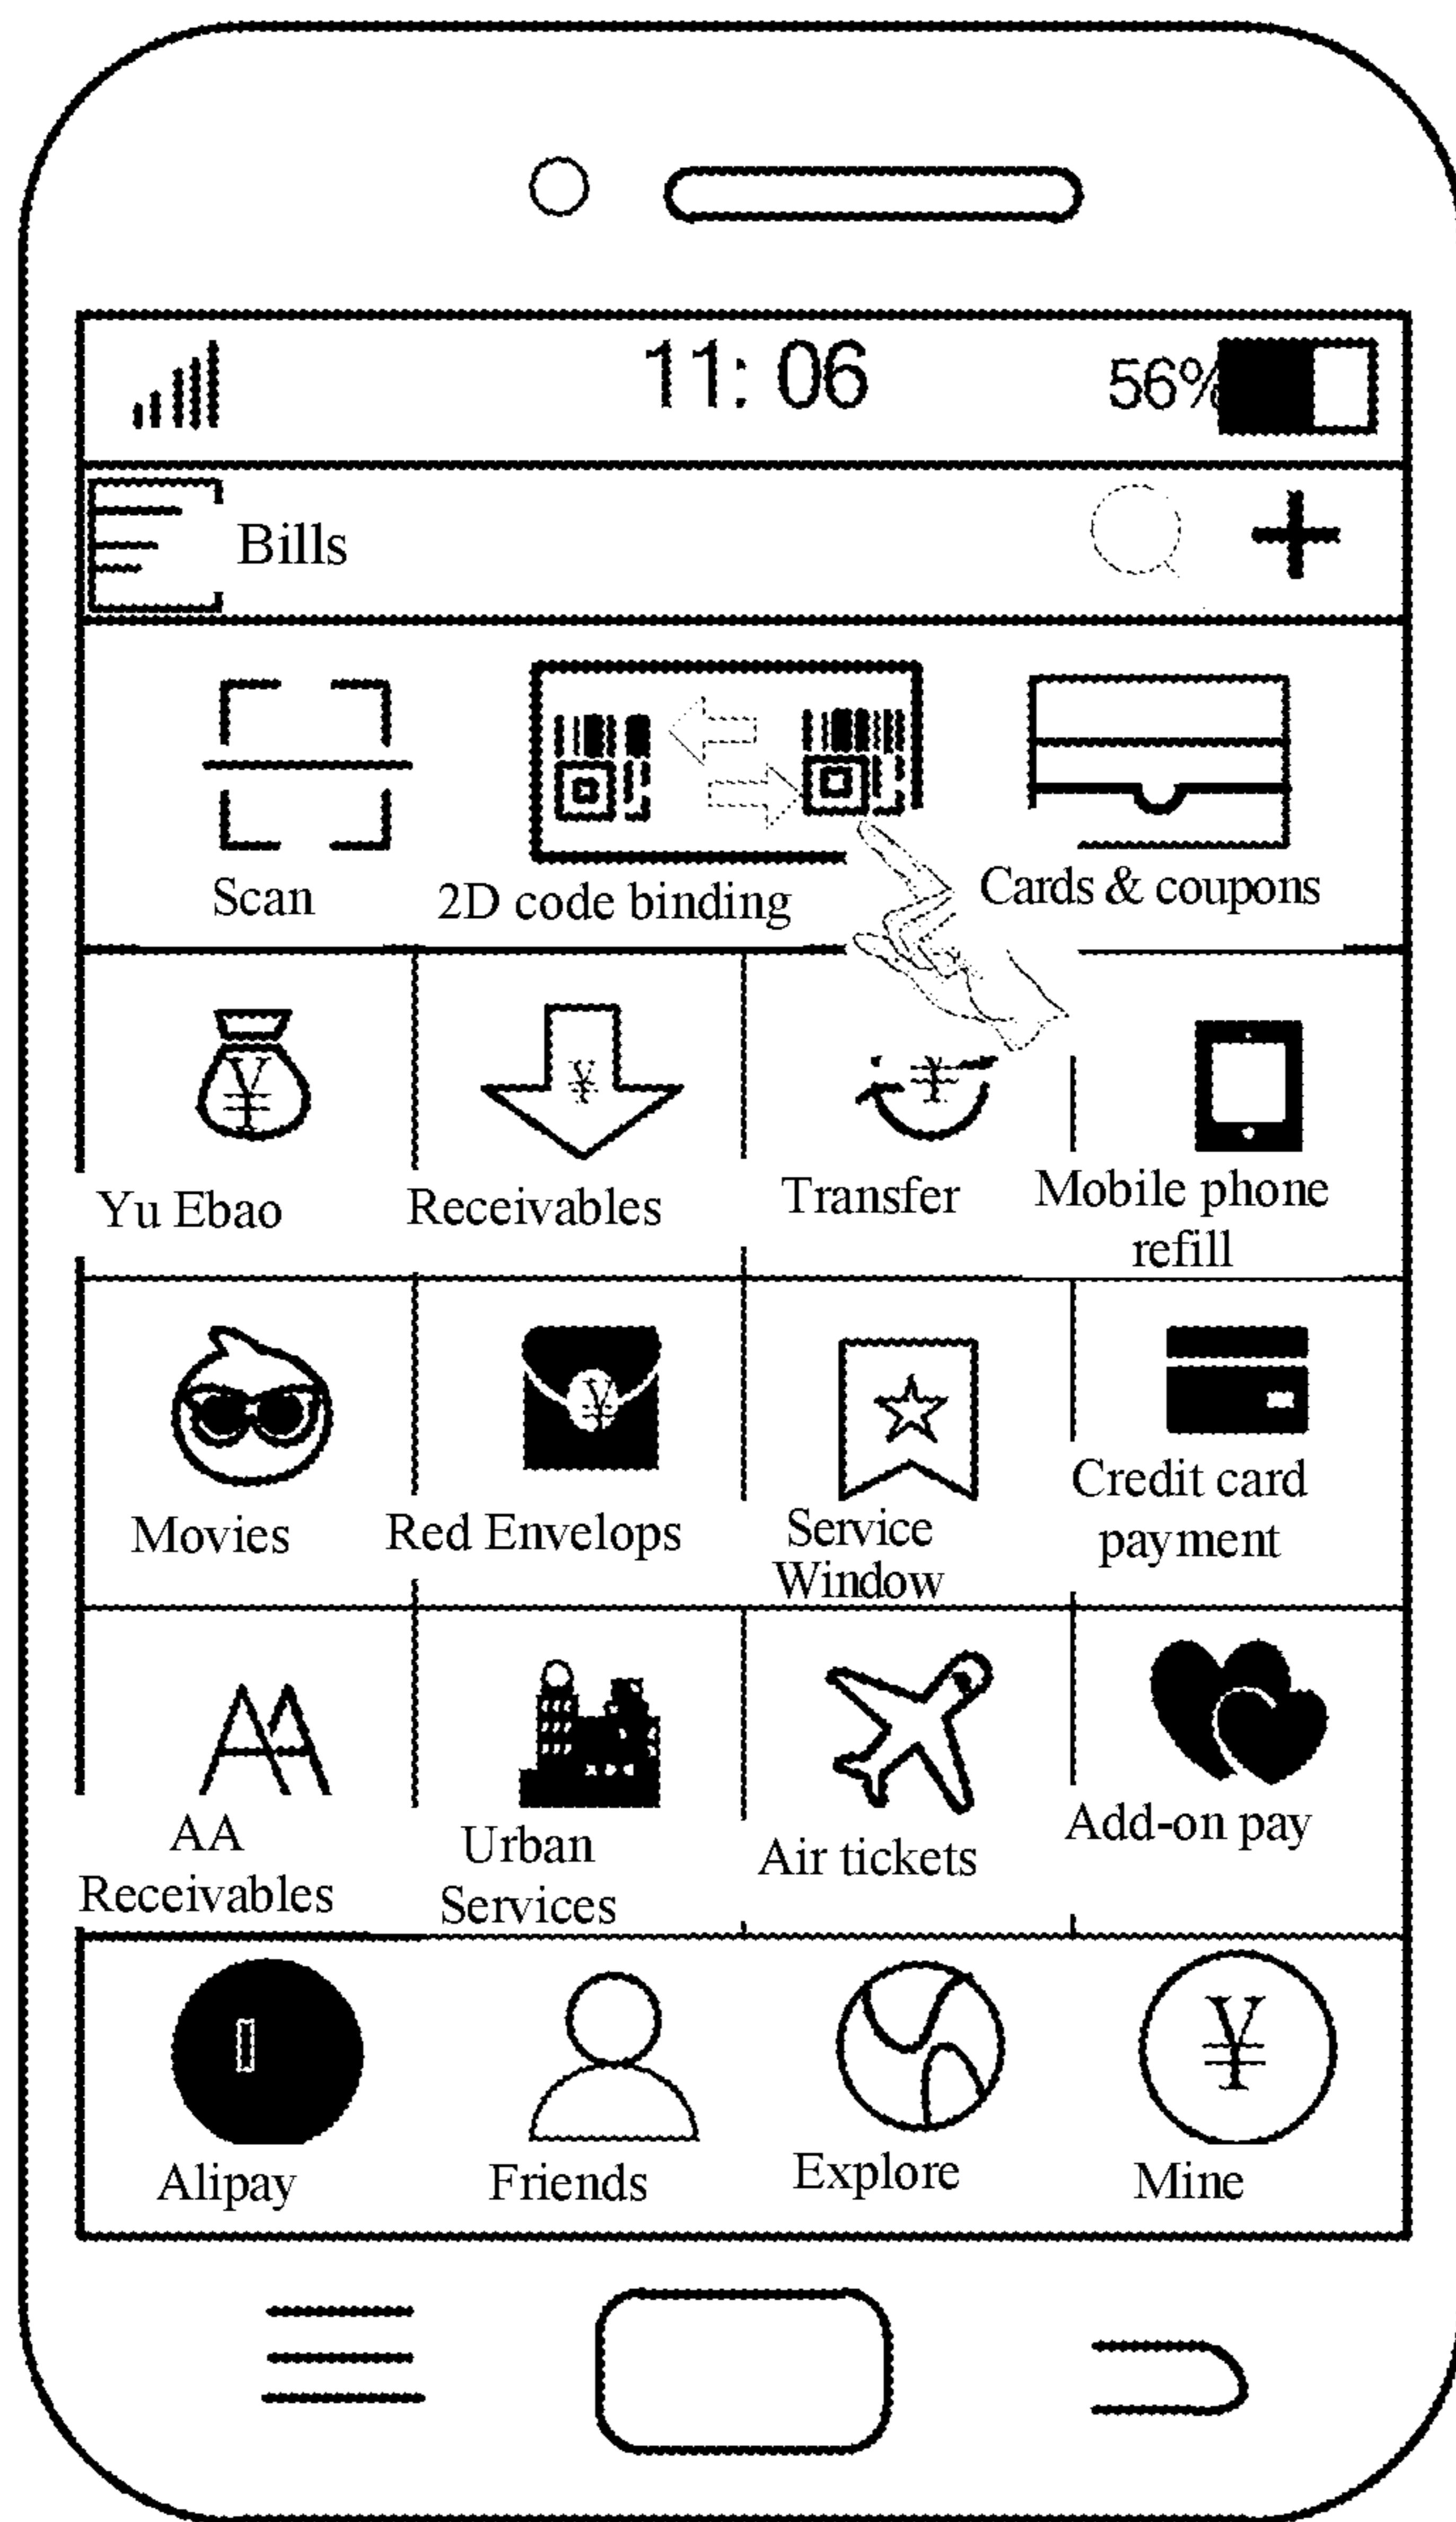 11: 06
56%
Bills
Scan
2D code binding
Cards & coupons
¥
¥
¥
Yu Ebao
Receivables
Transfer
Mobile phone
refill
¥
Movies
Red Envelops
Service
Window
Credit card
payment
AA
AA
Receivables
Urban
Services
Air tickets
Add-on pay
¥
Alipay
Friends
Explore
Mine